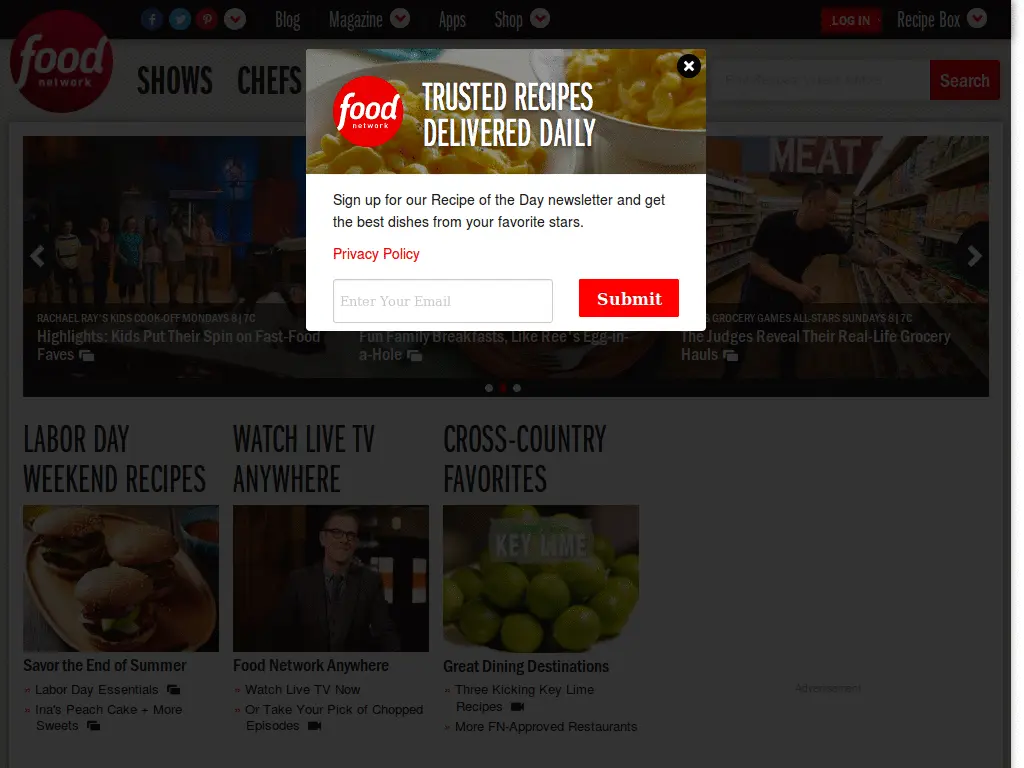 Blog
Magazine
Apps
Shop
LOG IN
Recipe Box
food
network
SHOWS
CHEFS
Search
food
network
TRUSTED RECIPES
DELIVERED DAILY
Sign up for our Recipe of the Day newsletter and get
the best dishes from your favorite stars.
Privacy Policy
Enter Your Email
Submit
MEAT
RACHAEL RAY'S KIDS COOK-OFF MONDAYS 8 | 7C
Highlights: Kids Put Their Spin on Fast-Food
Faves
Fun Family Breakfasts, Like Ree's Egg-in-
a-Hole
GROCERY GAMES ALL-STARS SUNDAYS 8 | 7C
The Judges Reveal Their Real-Life Grocery
Hauls
LABOR DAY
WEEKEND RECIPES
Savor the End of Summer
Labor Day Essentials
Ina's Peach Cake + More
Sweets
WATCH LIVE TV
ANYWHERE
Food Network Anywhere
Watch Live TV Now
Or Take Your Pick of Chopped
Episodes
CROSS-COUNTRY
FAVORITES
KEY LIME
Great Dining Destinations
Three Kicking Key Lime
Recipes
More FN-Approved Restaurants
Advertisement